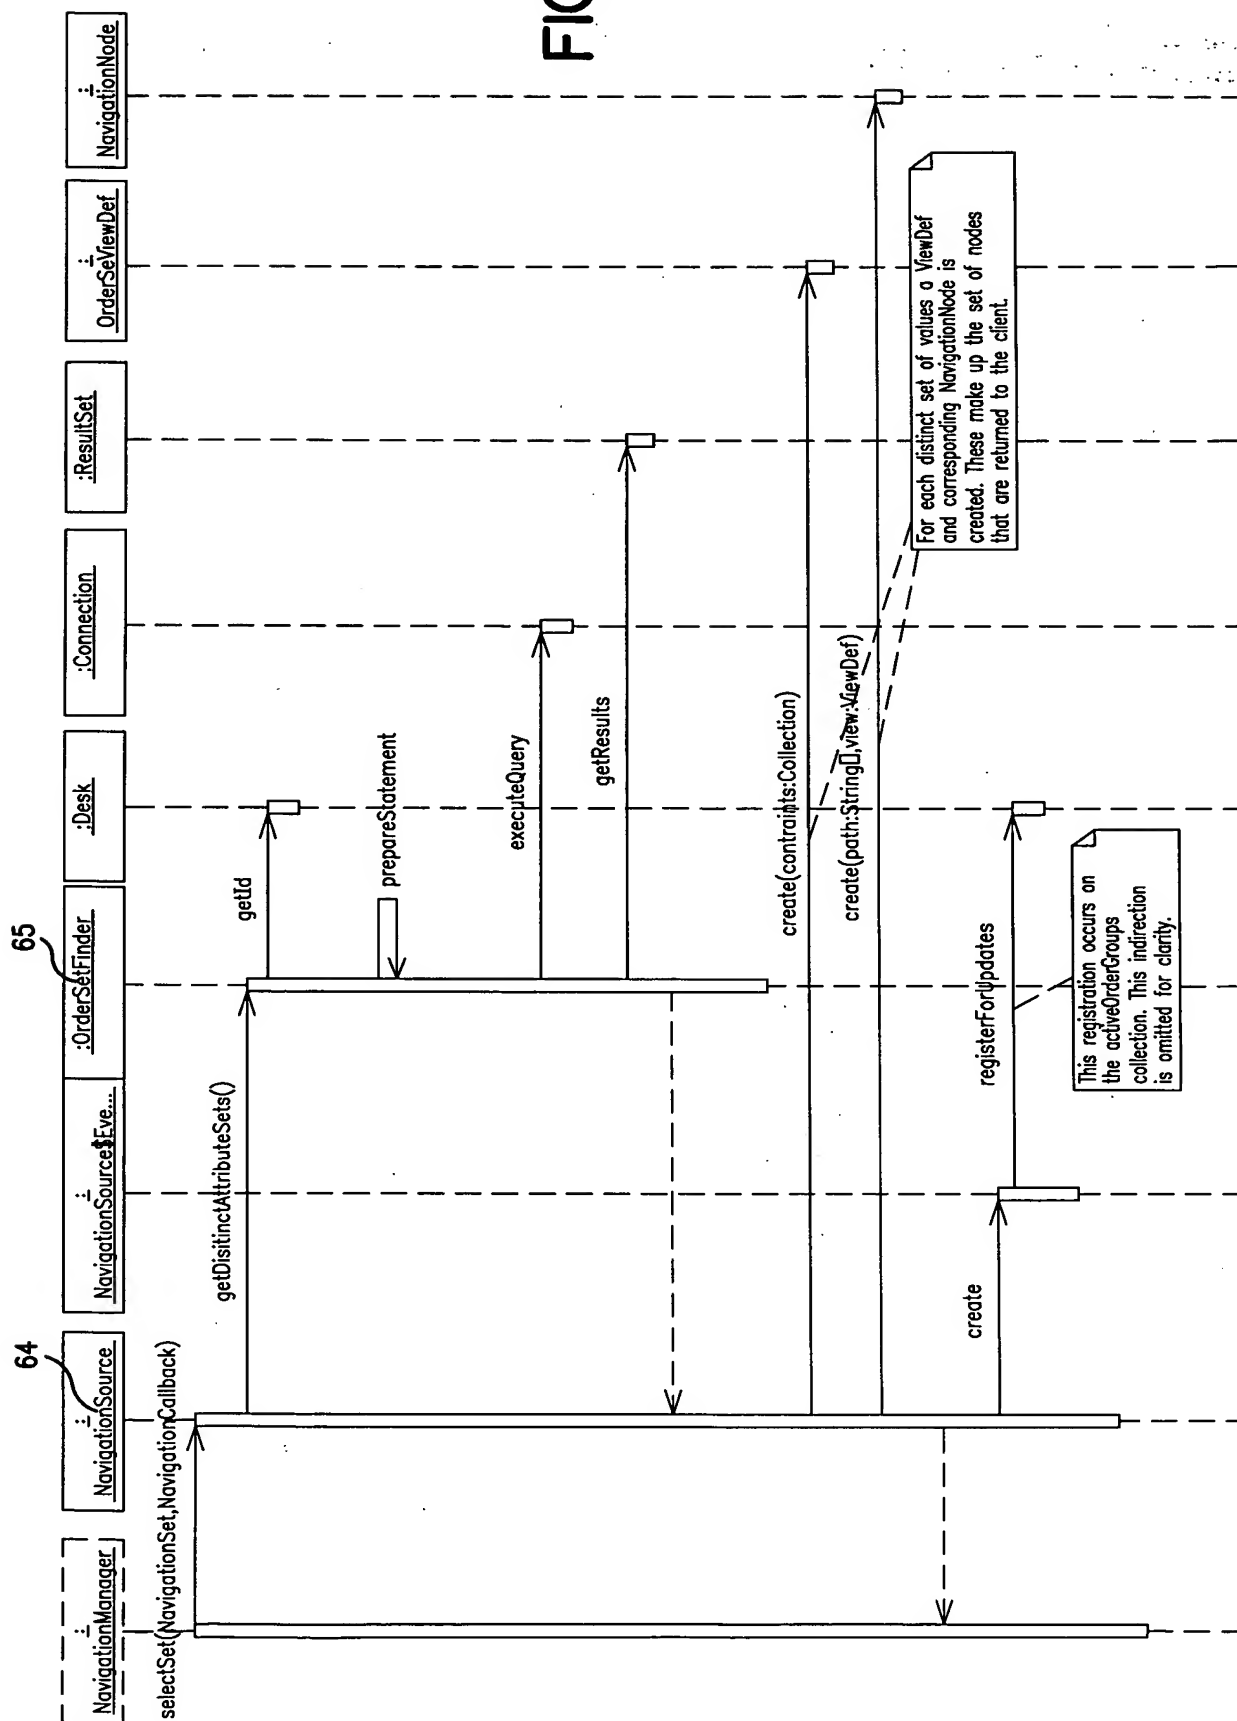 FIG
64
65
:
NavigationManager
:
NavigationSource
:
NavigationSource$Eve...
:OrderSetFinder
:Desk
:Connection
:ResultSet
:
OrderSeViewDef
:
NavigationNode
selectSet(NavigationSet,NavigationCallback)
getDisitinctAttributeSets()
getId
prepareStatement
executeQuery
getResults
create(contraints:Collection)
create(path:String[],view:ViewDef)
For each distinct set of values a ViewDef
and corresponding NavigationNode is
created. These make up the set of nodes
that are returned to the client.
create
registerForUpdates
This registration occurs on
the activeOrderGroups
collection. This indirection
is omitted for clarity.